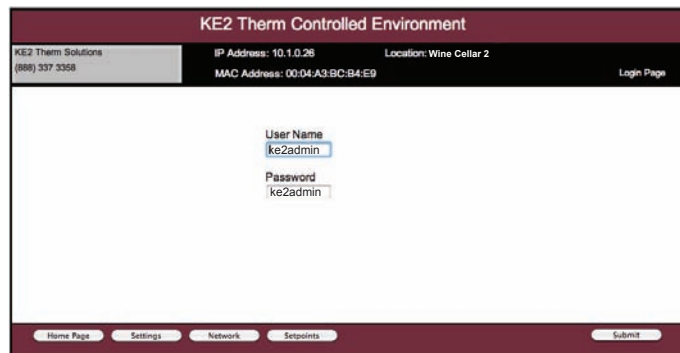 KE2 Therm Controlled Environment
KE2 Therm Solutions
(888) 337 3358
IP Address: 10.1.0.26
Location: Wine Cellar 2
MAC Address: 00:04:A3:BC:B4:E9
Login Page
User Name
ke2admin
Password
ke2admin
Home Page
Settings
Network
Setpoints
Submit